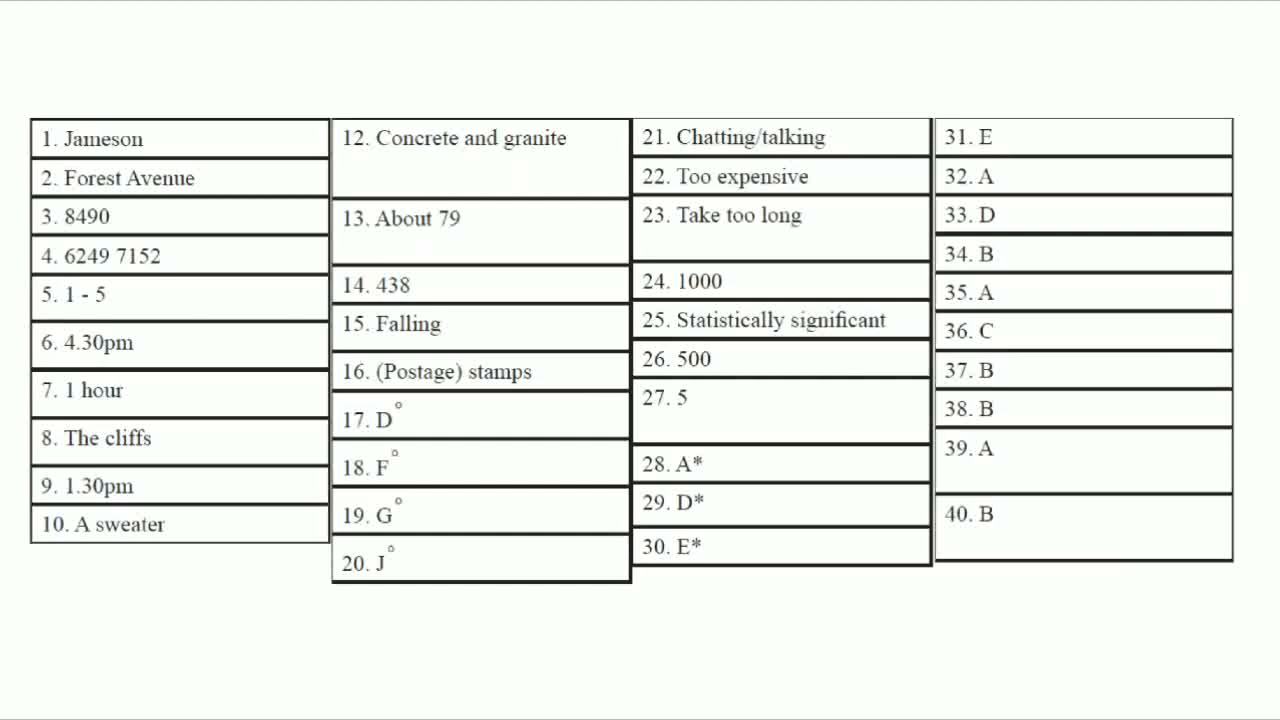 1. Jameson
2. Forest Avenue
3. 8490
4. 6249 7152
5. 1 - 5
6. 4.30pm
7. 1 hour
8. The cliffs
9. 1.30pm
10. A sweater
12. Concrete and granite
13. About 79
14. 438
15. Falling
16. (Postage) stamps
17. D°
18. F°
19. G°
20. J°
21. Chatting/talking
22. Too expensive
23. Take too long
24. 1000
25. Statistically significant
26. 500
27. 5
28. A*
29. D*
30. E*
31. E
32. A
33. D
34. B
35. A
36. C
37. B
38. B
39. A
40. B